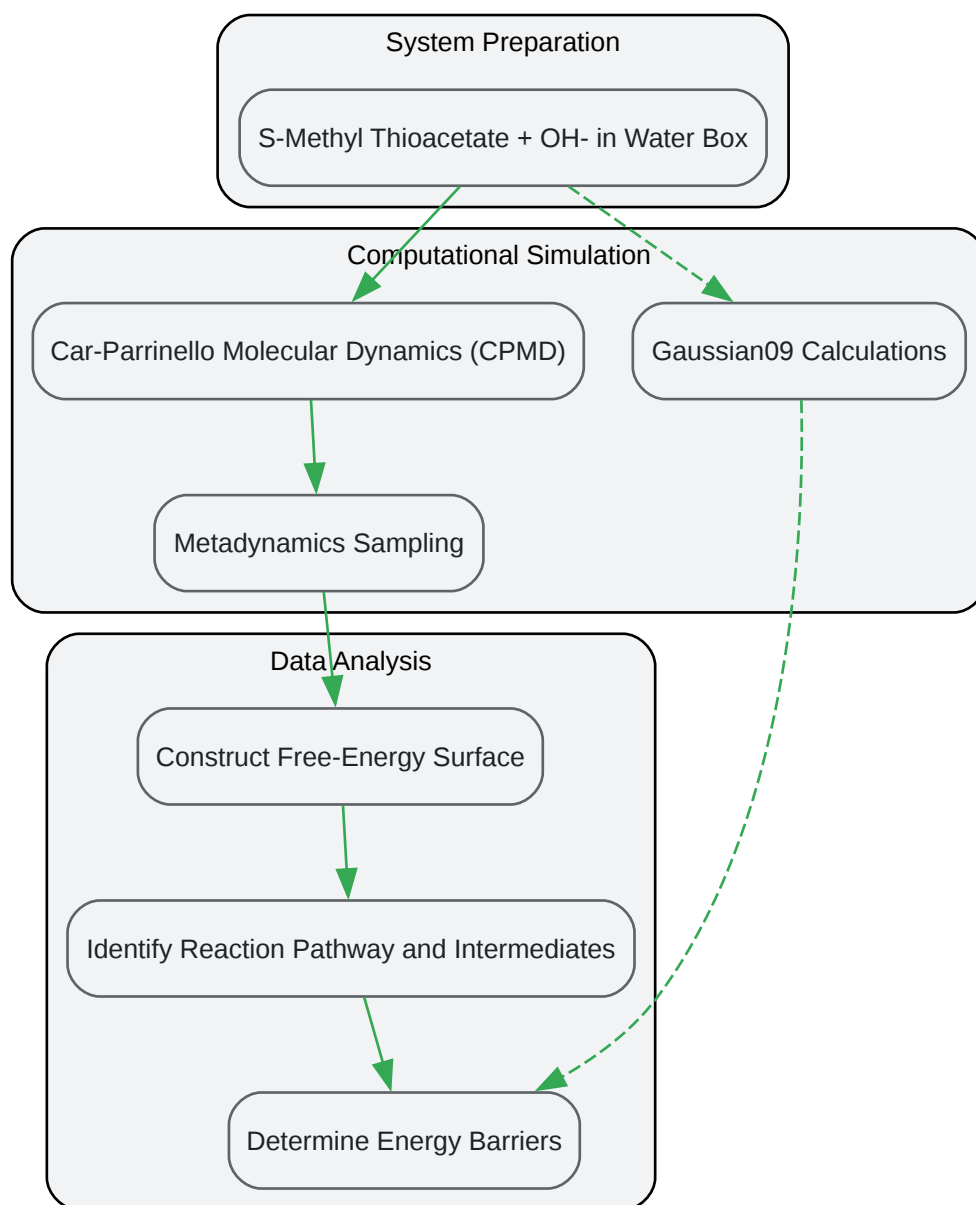 System Preparation
S-Methyl Thioacetate + OH- in Water Box
Computational Simulation
Car-Parrinello Molecular Dynamics (CPMD)
Gaussian09 Calculations
Metadynamics Sampling
Data Analysis
Construct Free-Energy Surface
Identify Reaction Pathway and Intermediates
Determine Energy Barriers